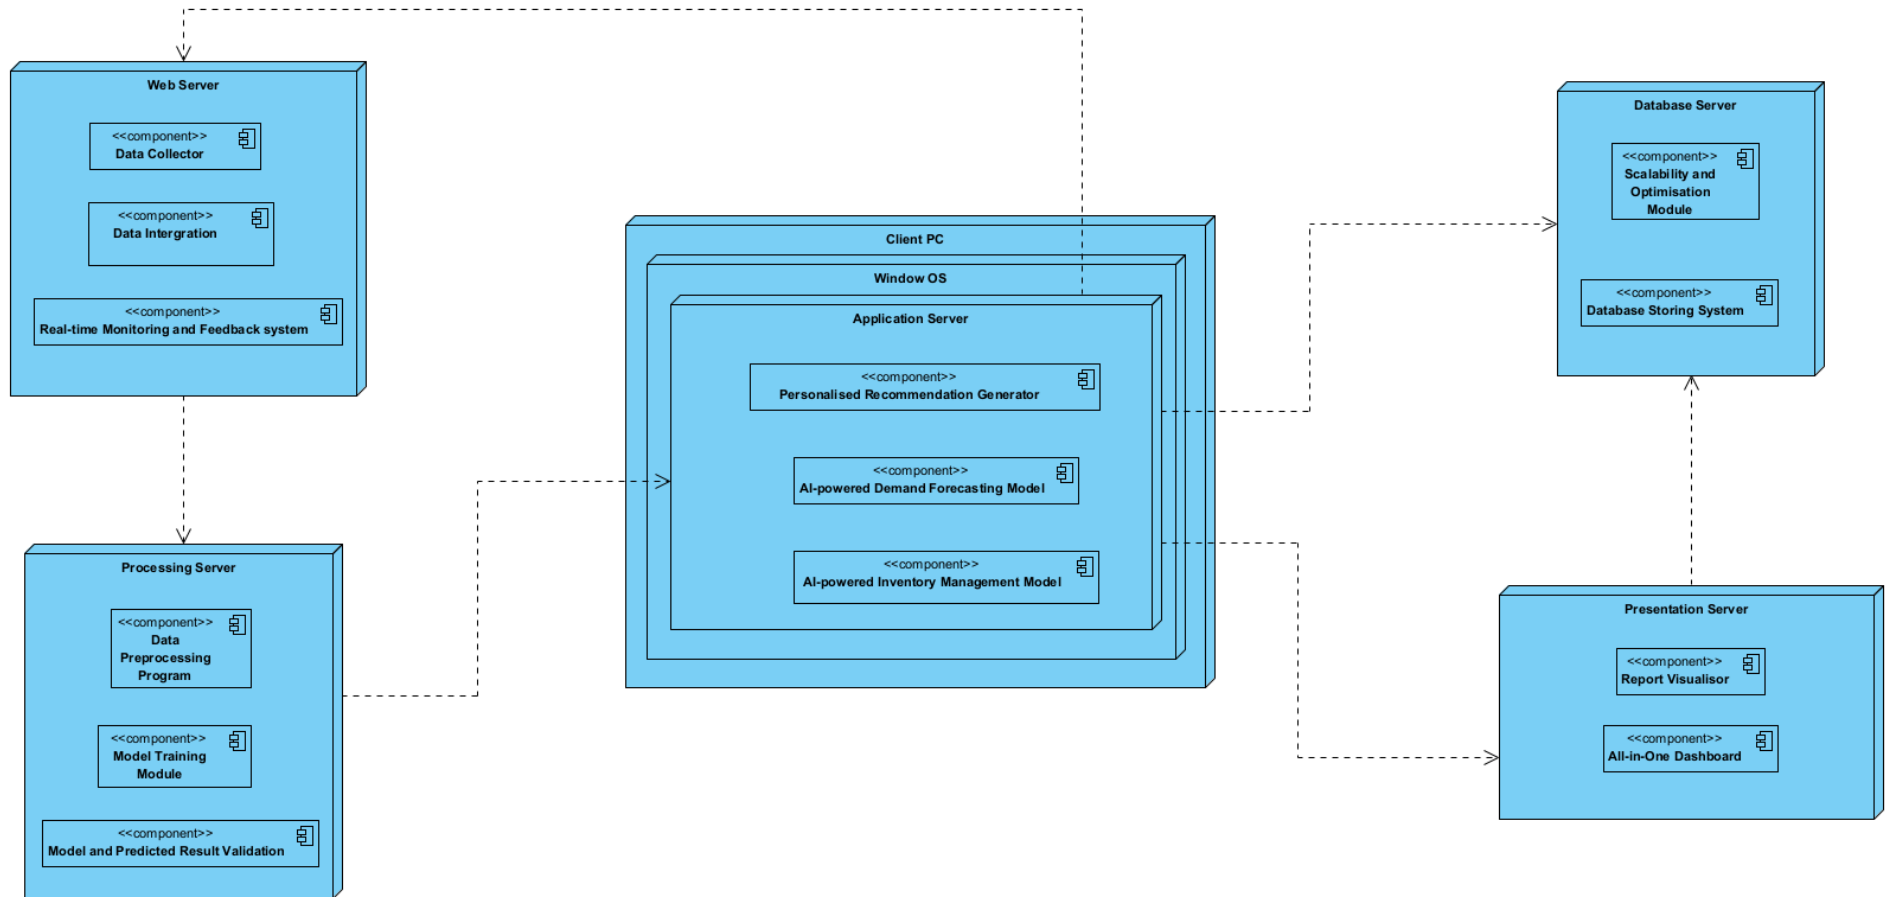 Web Server
<<component>>
Data Collector
<<component>>
Data Intergration
<<component>>
Real-time Monitoring and Feedback system
Processing Server
<<component>>
Data
Preprocessing
Program
<<component>>
Model Training
Module
<<component>>
Model and Predicted Result Validation
Client PC
Window OS
Application Server
<<component>>
Personalised Recommendation Generator
<<component>>
AI-powered Demand Forecasting Model
<<component>>
AI-powered Inventory Management Model
Database Server
<<component>>
Scalability and
Optimisation
Module
<<component>>
Database Storing System
Presentation Server
<<component>>
Report Visualisor
<<component>>
All-in-One Dashboard